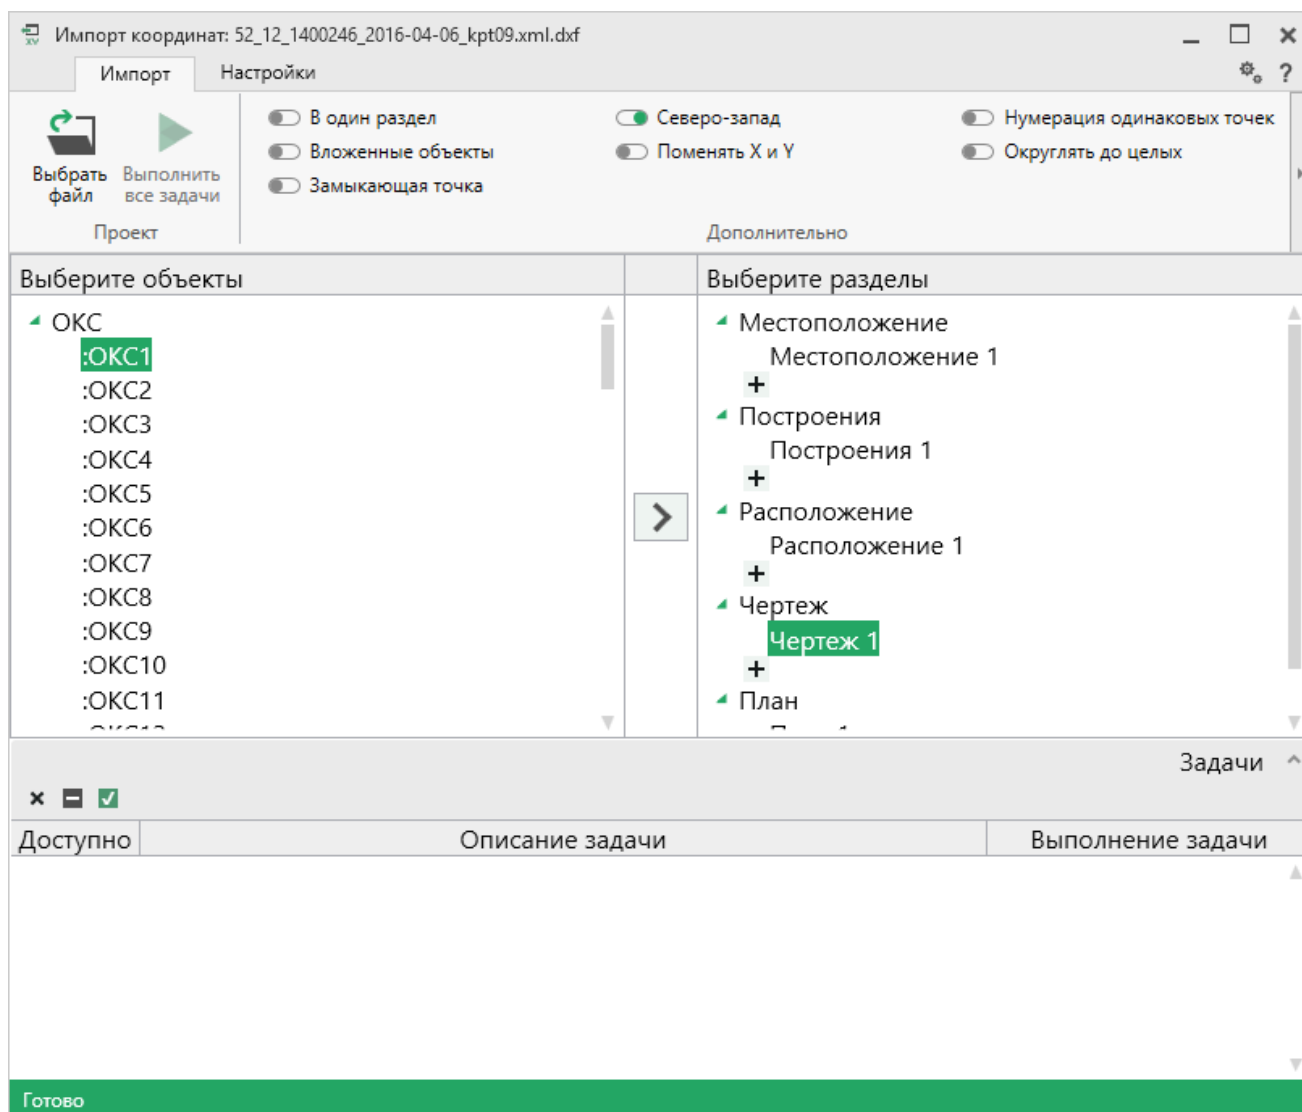 Импорт координат: 52_12_1400246_2016-04-06_kpt09.xml.dxf
Импорт Настройки
В один раздел Северо-запад Нумерация одинаковых точек
Вложенные объекты Поменять X и Y Округлять до целых
Замыкающая точка
Выбрать файл Выполнить все задачи
Проект Дополнительно
Выберите объекты
ОКС
:ОКС1
:ОКС2
:ОКС3
:ОКС4
:ОКС5
:ОКС6
:ОКС7
:ОКС8
:ОКС9
:ОКС10
:ОКС11
Выберите разделы
Местоположение
Местоположение 1
Построения
Построения 1
Расположение
Расположение 1
Чертеж
Чертеж 1
План
Задачи
Доступно Описание задачи Выполнение задачи
Готово